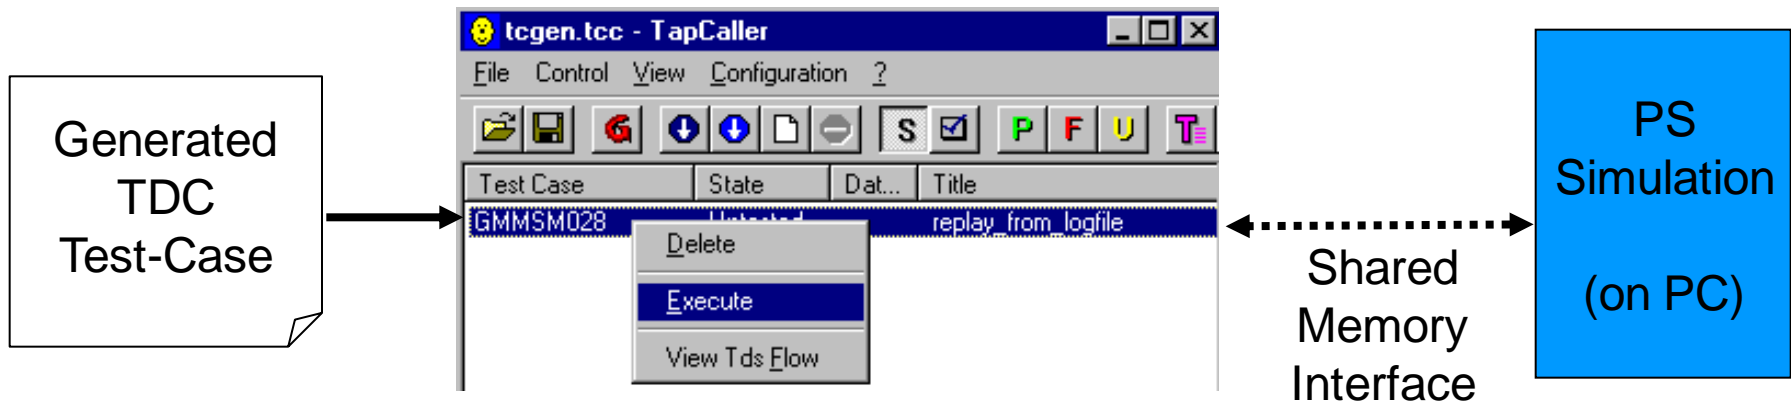 Generated
TDC
Test-Case
tcgen.tcc - TapCaller
File Control View Configuration ?
G S P F U T
Test Case State Dat... Title
GMMSM028 replay_from_logfile
Delete
Execute
View Tds Flow
Shared
Memory
Interface
PS
Simulation
(on PC)